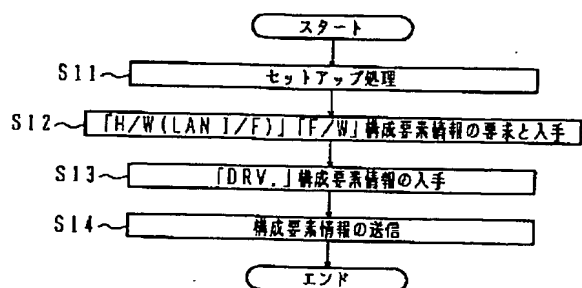 スタート
S11 セットアップ処理
S12 「H/W(LAN I/F)」「F/W」構成要素情報の要求と入手
S13 「DRV.」構成要素情報の入手
S14 構成要素情報の送信
エンド